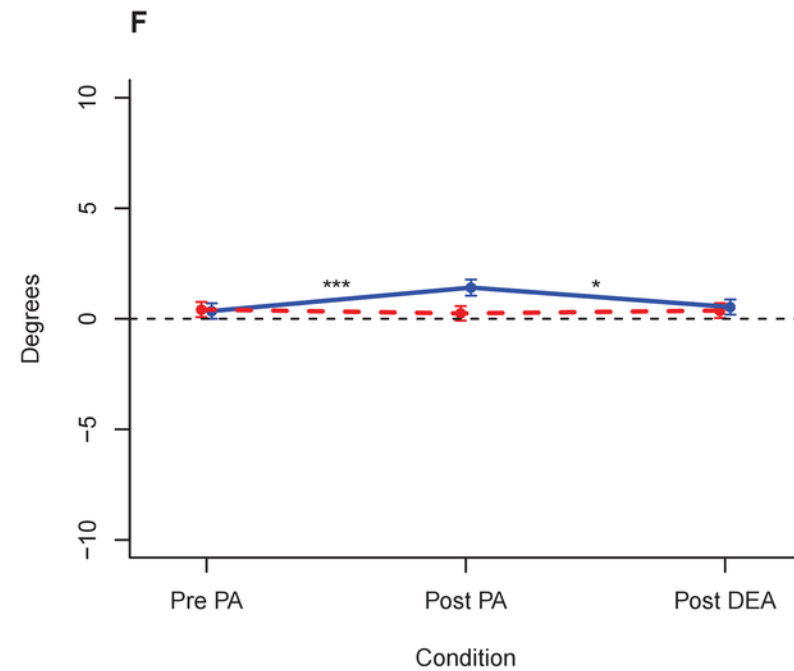 F
10
5
0
−5
−10
Degrees
***
*
Pre PA
Post PA
Post DEA
Condition